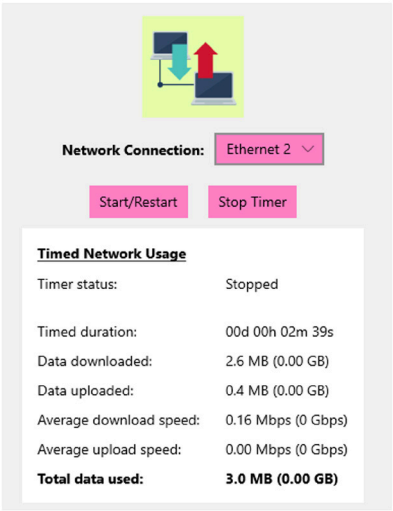 Network Connection: Ethernet 2
Start/Restart Stop Timer
Timed Network Usage
Timer status: Stopped
Timed duration: 00d 00h 02m 39s
Data downloaded: 2.6 MB (0.00 GB)
Data uploaded: 0.4 MB (0.00 GB)
Average download speed: 0.16 Mbps (0 Gbps)
Average upload speed: 0.00 Mbps (0 Gbps)
Total data used: 3.0 MB (0.00 GB)